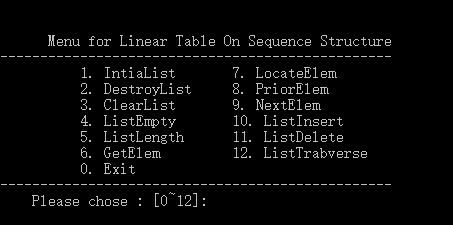 Menu for Linear Table On Sequence Structure
-------------------------------------------------
1. IntiaList 7. LocateElem
2. DestroyList 8. PriorElem
3. ClearList 9. NextElem
4. ListEmpty 10. ListInsert
5. ListLength 11. ListDelete
6. GetElem 12. ListTrabverse
0. Exit
-------------------------------------------------
Please chose : [0~12]: